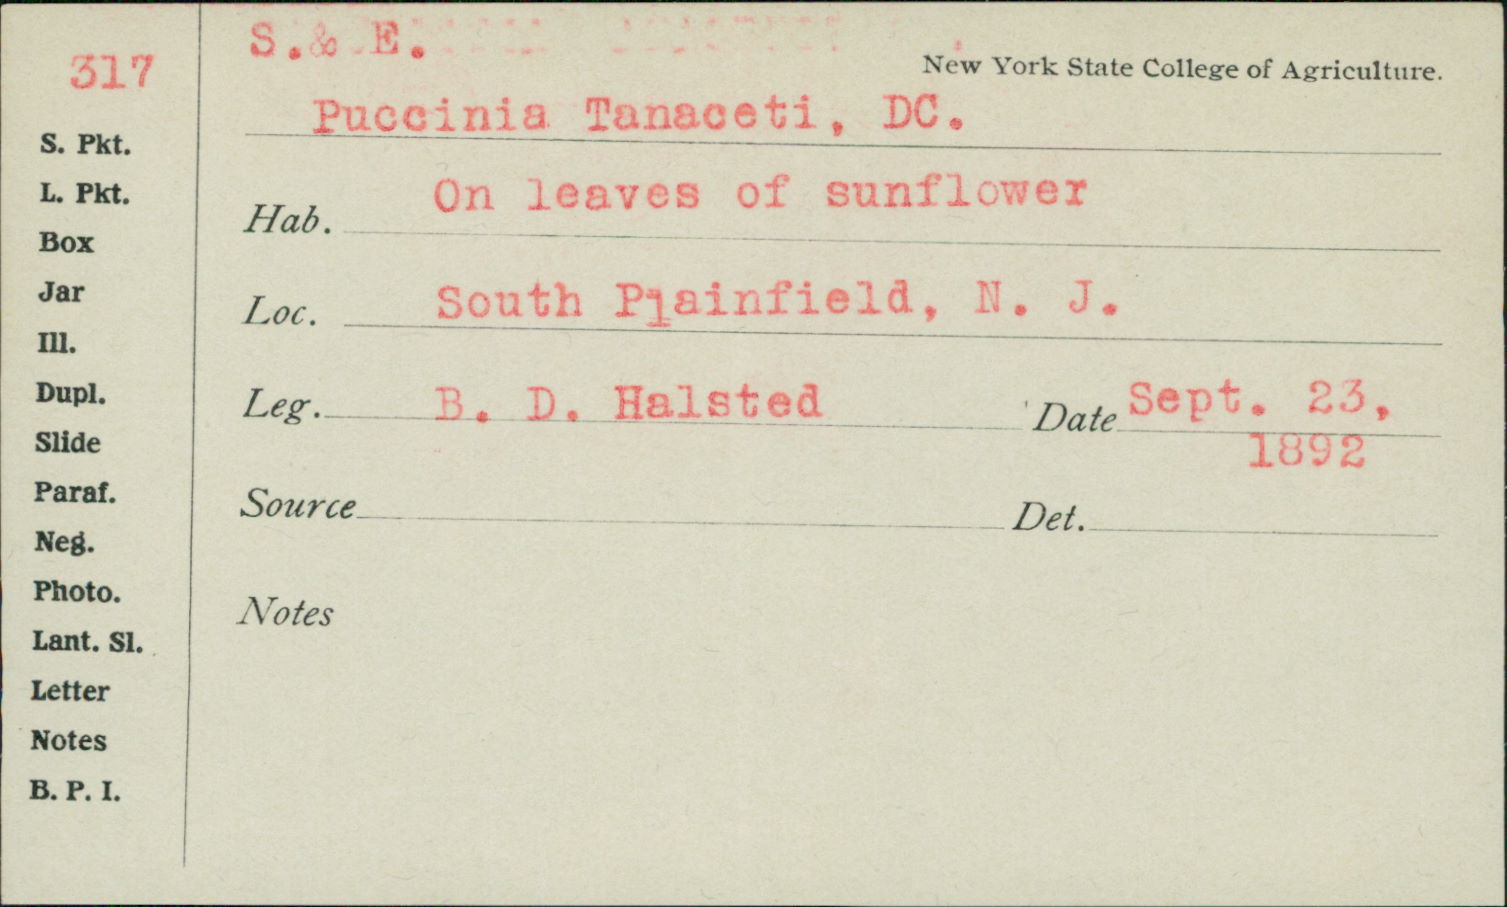 S.& E.
317
New York State College of Agriculture.
Puccinia Tanaceti, DC.
S. Pkt.
L. Pkt.
Hab. On leaves of sunflower
Box
Jar
Loc. South Plainfield, N. J.
Ill.
Dupl.
Leg. B. D. Halsted Date Sept. 23,
1892
Slide
Paraf.
Source Det.
Neg.
Photo.
Notes
Lant. Sl.
Letter
Notes
B. P. I.